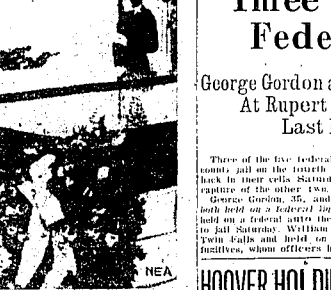 Three
Fede
George Gordon a
At Rupert
Last
Three of the five federal
county jail on the fourth
back in their cells Saturd
capture of the other two.
George Gordon, 35, and
both held on a federal liq
held on a federal auto the
to jail Saturday. William
Twin Falls and held on
fugitives, whom officers h
NEA
HOOVER HOLDI